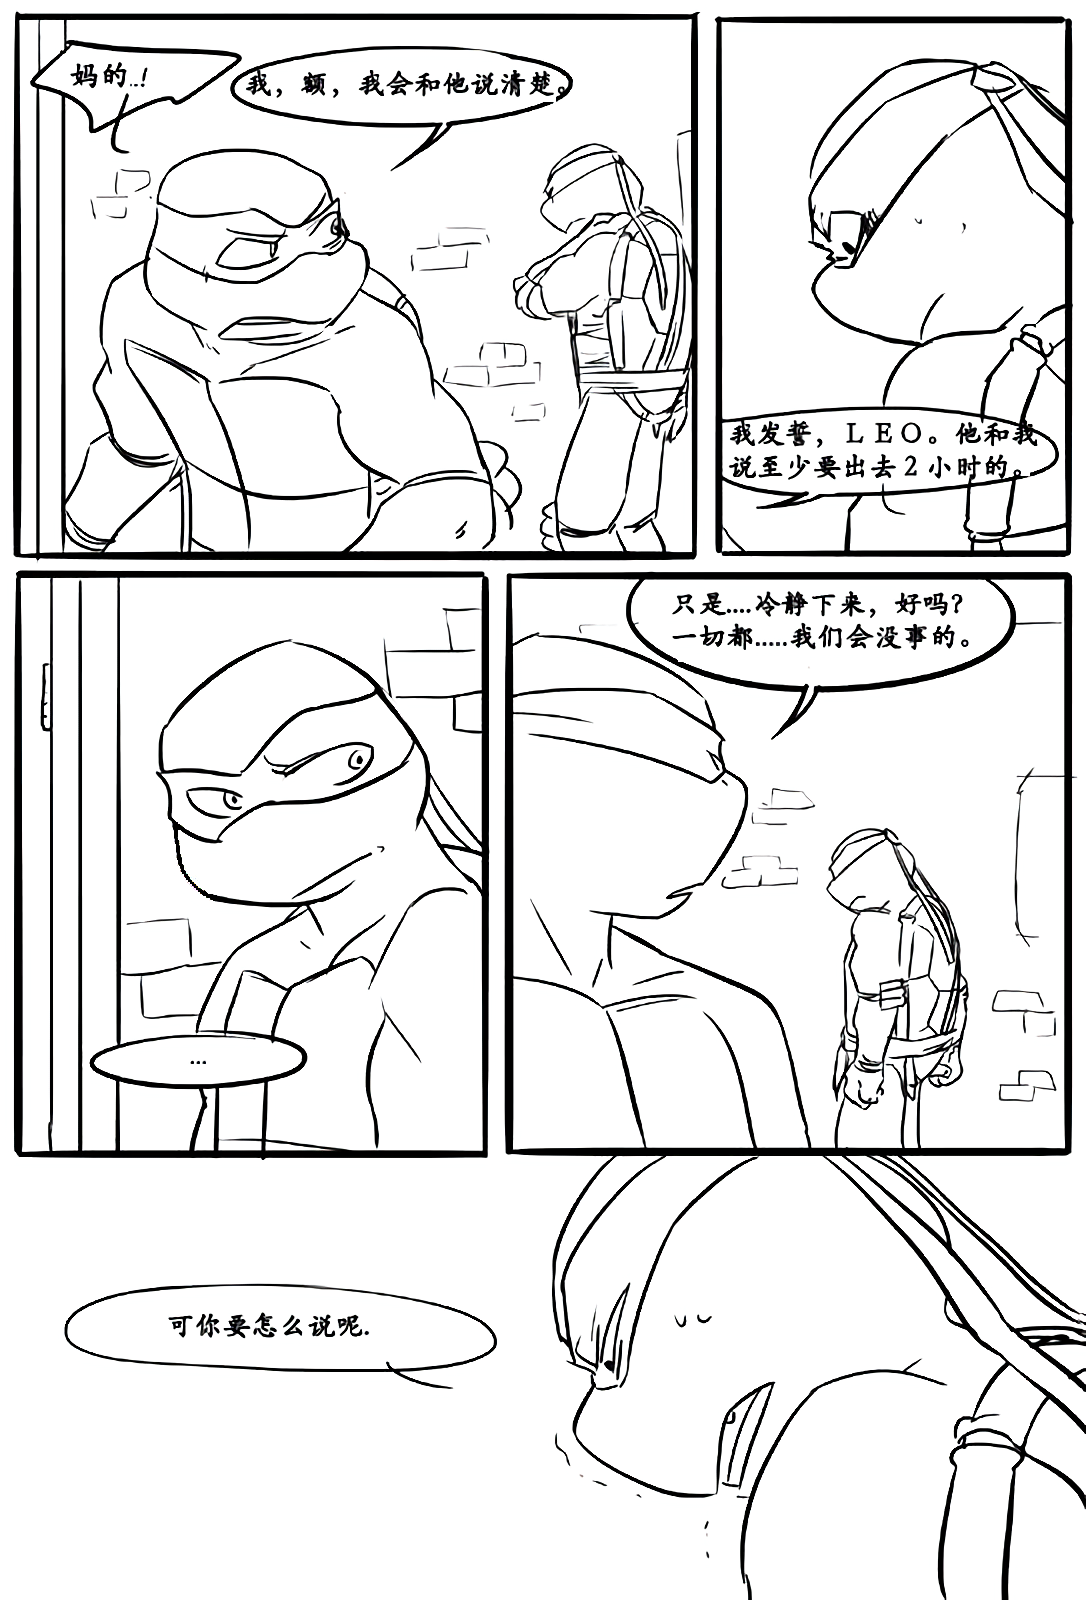 妈的..!
我，额，我会和他说清楚。
我发誓，LEO。他和我
说至少要出去2小时的。
...
只是....冷静下来，好吗？
一切都.....我们会没事的。
可你要怎么说呢.